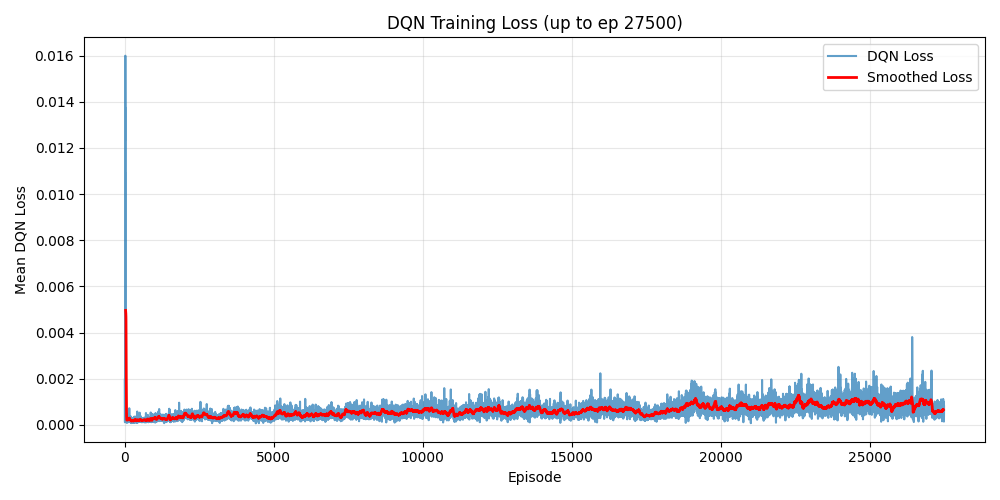 DQN Training Loss (up to ep 27500)
DQN Loss
Smoothed Loss
Mean DQN Loss
0.016
0.014
0.012
0.010
0.008
0.006
0.004
0.002
0.000
0 5000 10000 15000 20000 25000
Episode